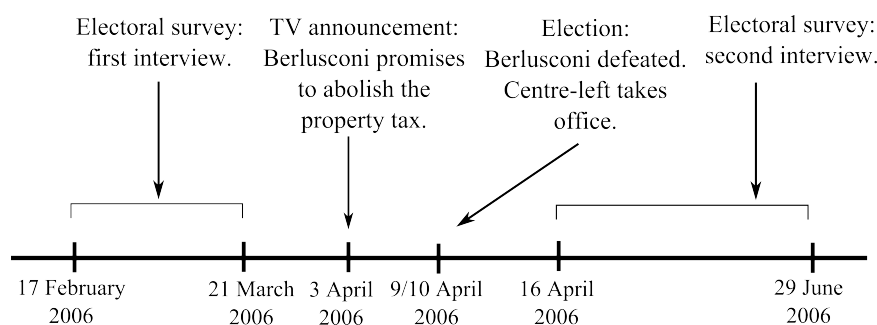 Electoral survey:
first interview.
TV announcement:
Berlusconi promises
to abolish the
property tax.
Election:
Berlusconi defeated.
Centre-left takes
office.
Electoral survey:
second interview.
17 February
2006
21 March
2006
3 April
2006
9/10 April
2006
16 April
2006
29 June
2006